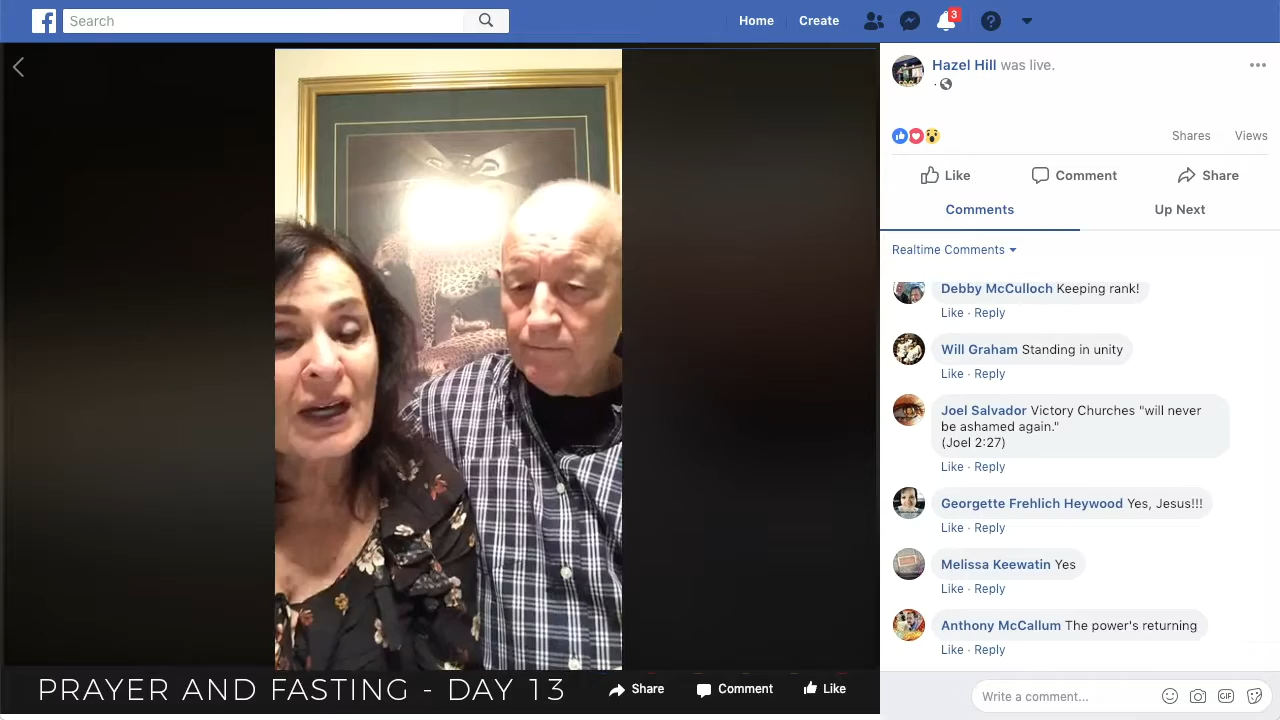 Search
Home
Create
3
Hazel Hill was live.
Shares
Views
Like
Comment
Share
Comments
Up Next
Realtime Comments
Debby McCulloch Keeping rank!
Like · Reply
Will Graham Standing in unity
Like · Reply
Joel Salvador Victory Churches "will never
be ashamed again."
(Joel 2:27)
Like · Reply
Georgette Frehlich Heywood Yes, Jesus!!!
Like · Reply
Melissa Keewatin Yes
Like · Reply
Anthony McCallum The power's returning
Like · Reply
PRAYER AND FASTING - DAY 13
Share
Comment
Like
Write a comment...
GIF